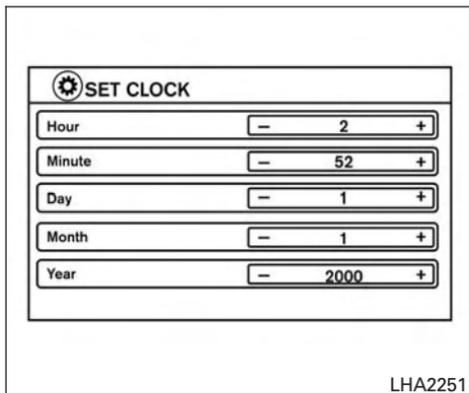 SET CLOCK
Hour − 2 +
Minute − 52 +
Day − 1 +
Month − 1 +
Year − 2000 +
LHA2251